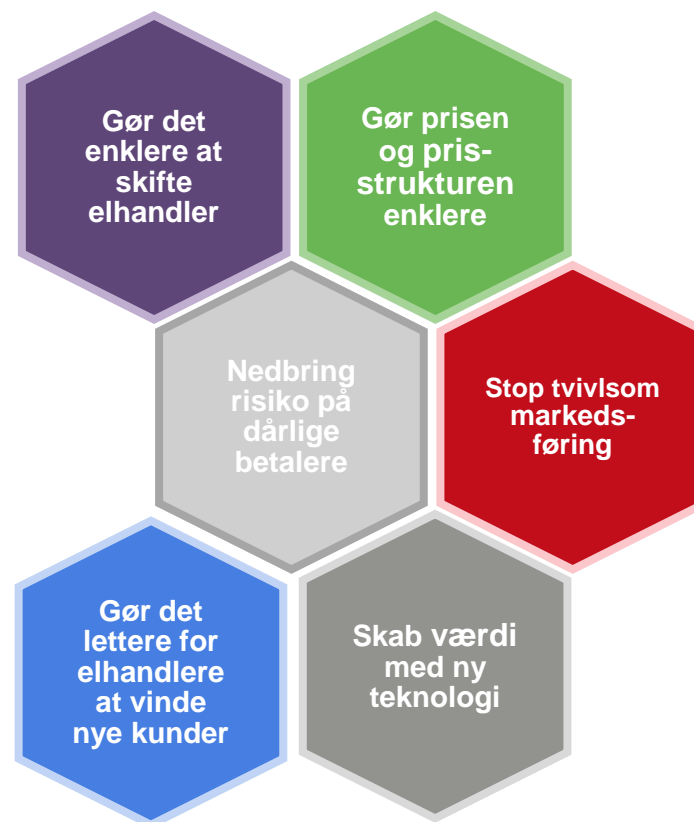 Gør det
enklere at
skifte
elhandler
Gør prisen
og pris-
strukturen
enklere
Nedbring
risiko på
dårlige
betalere
Stop tvivlsom
markeds-
føring
Gør det
lettere for
elhandlere
at vinde
nye kunder
Skab værdi
med ny
teknologi